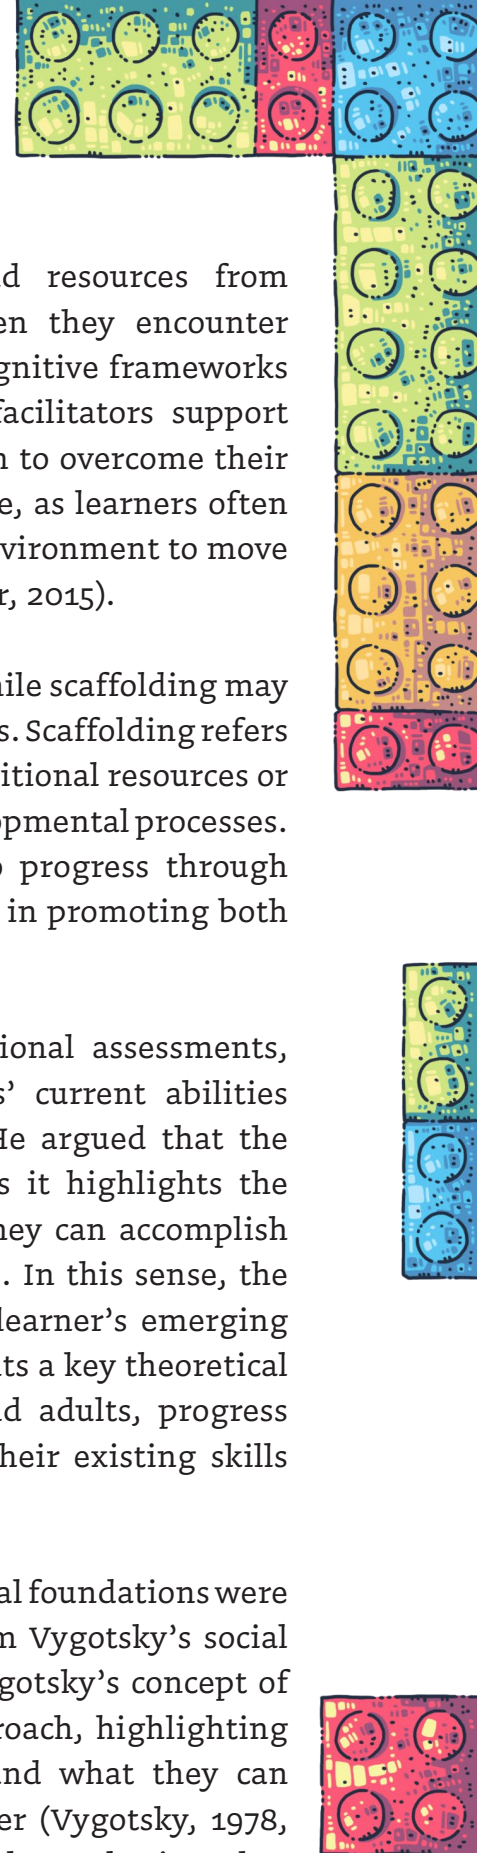 d resources from
en they encounter
gnitive frameworks
facilitators support
n to overcome their
e, as learners often
nvironment to move
r, 2015).
ile scaffolding may
s. Scaffolding refers
itional resources or
opmental processes.
progress through
in promoting both
ional assessments,
s’ current abilities
He argued that the
s it highlights the
hey can accomplish
. In this sense, the
learner’s emerging
nts a key theoretical
nd adults, progress
heir existing skills
al foundations were
m Vygotsky’s social
gotsky’s concept of
roach, highlighting
and what they can
er (Vygotsky, 1978,